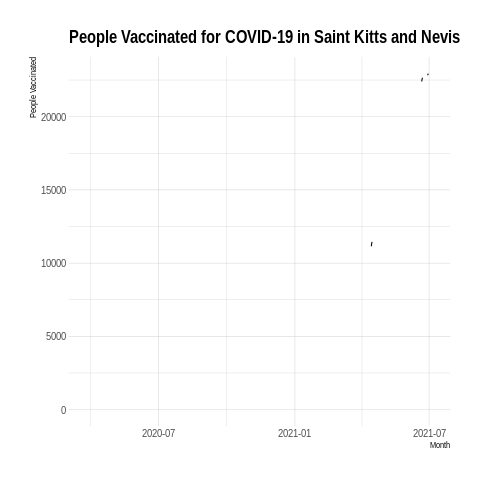 People Vaccinated for COVID-19 in Saint Kitts and Nevis
People Vaccinated
20000
15000
10000
5000
0
2020-07
2021-01
2021-07
Month